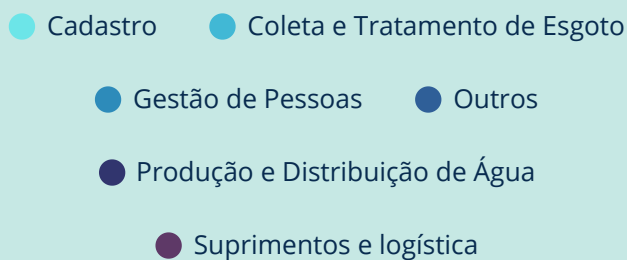 Cadastro Coleta e Tratamento de Esgoto
Gestão de Pessoas Outros
Produção e Distribuição de Água
Suprimentos e logística